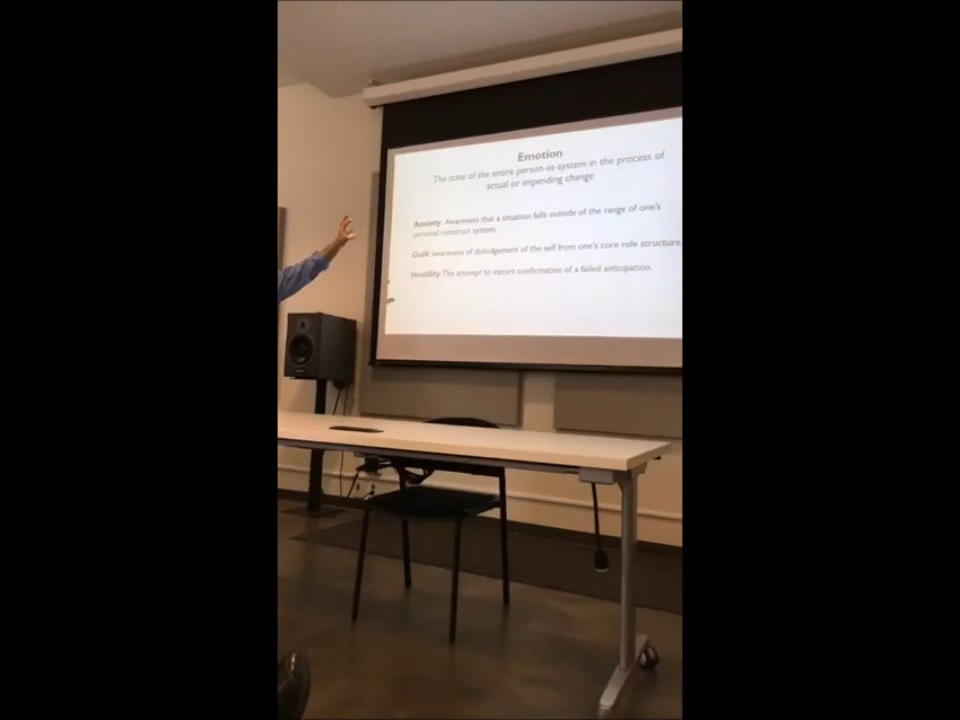 Emotion
The state of the entire person-as-system in the process of
actual or impending change
Anxiety: Awareness that a situation falls outside of the range of one's
personal construct system.
Guilt: awareness of dislodgement of the self from one's core role structure.
Hostility: The attempt to extort confirmation of a failed anticipation.